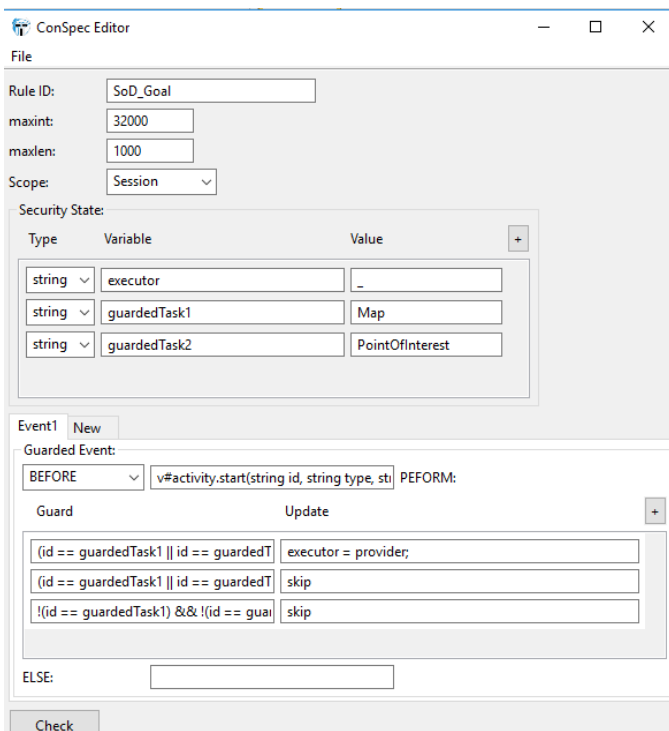 ConSpec Editor
File
Rule ID: SoD_Goal
maxint: 32000
maxlen: 1000
Scope: Session
Security State:
Type Variable Value +
string executor _
string guardedTask1 Map
string guardedTask2 PointOfInterest
Event1 New
Guarded Event:
BEFORE v#activity.start(string id, string type, stı PEFORM:
Guard Update +
(id == guardedTask1 || id == guardedT executor = provider;
(id == guardedTask1 || id == guardedT skip
!(id == guardedTask1) && !(id == guaı skip
ELSE:
Check